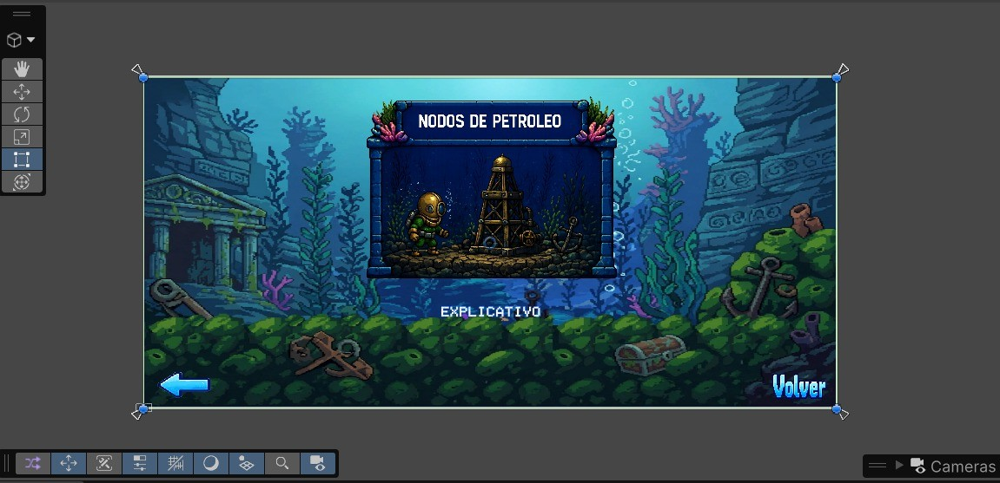 NODOS DE PETROLEO
EXPLICATIVO
Volver
Cameras